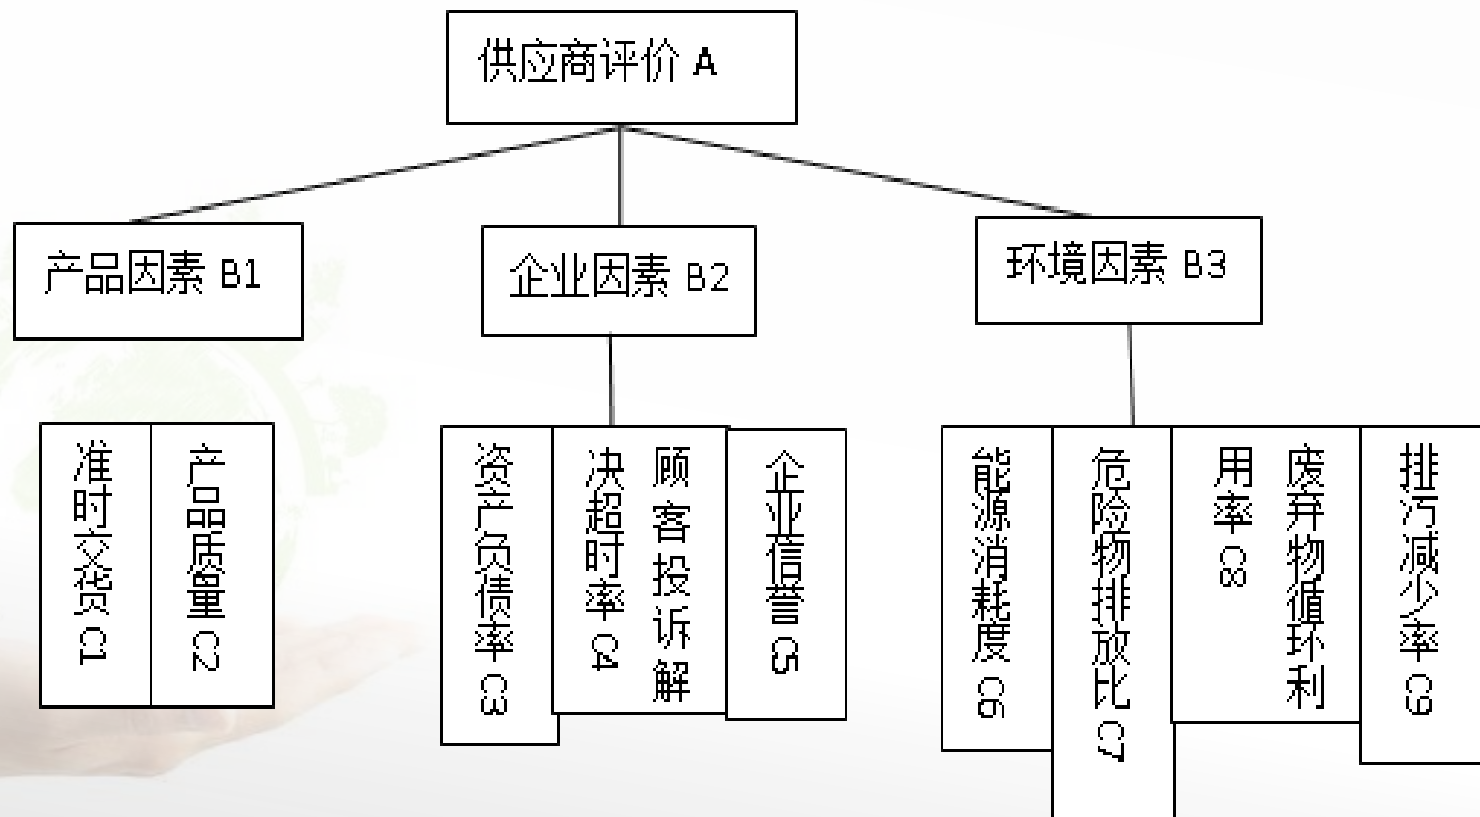 供应商评价 A
产品因素 B1
企业因素 B2
环境因素 B3
准时交货 C1
产品质量 C2
资产负债率 C3
顾客投诉解
决超时率 C4
企业信誉 C5
能源消耗度 C6
危险物排放比 C7
废弃物循环利
用率 C8
排污减少率 C9